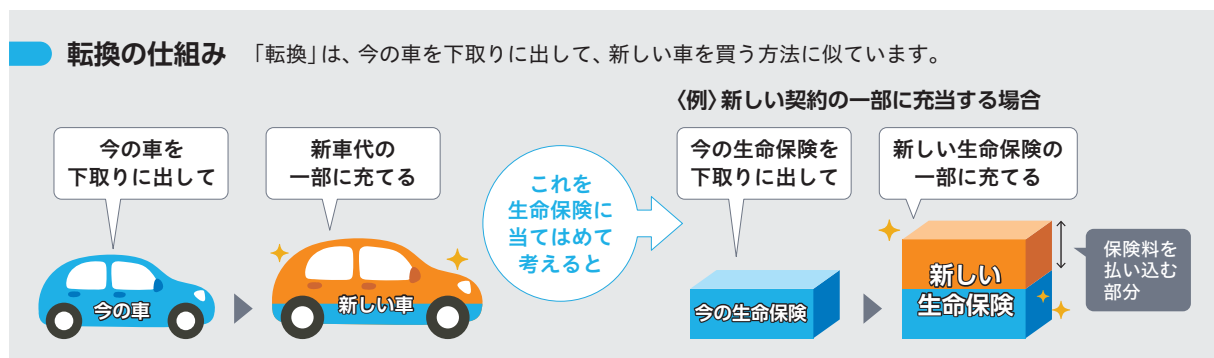 転換の仕組み 「転換」は、今の車を下取りに出して、新しい車を買う方法に似ています。
〈例〉新しい契約の一部に充当する場合
今の車を
下取りに出して
新車代の
一部に充てる
これを
生命保険に
当てはめて
考えると
今の生命保険を
下取りに出して
新しい生命保険の
一部に充てる
今の車
新しい車
今の生命保険
新しい
生命保険
保険料を
払い込む
部分